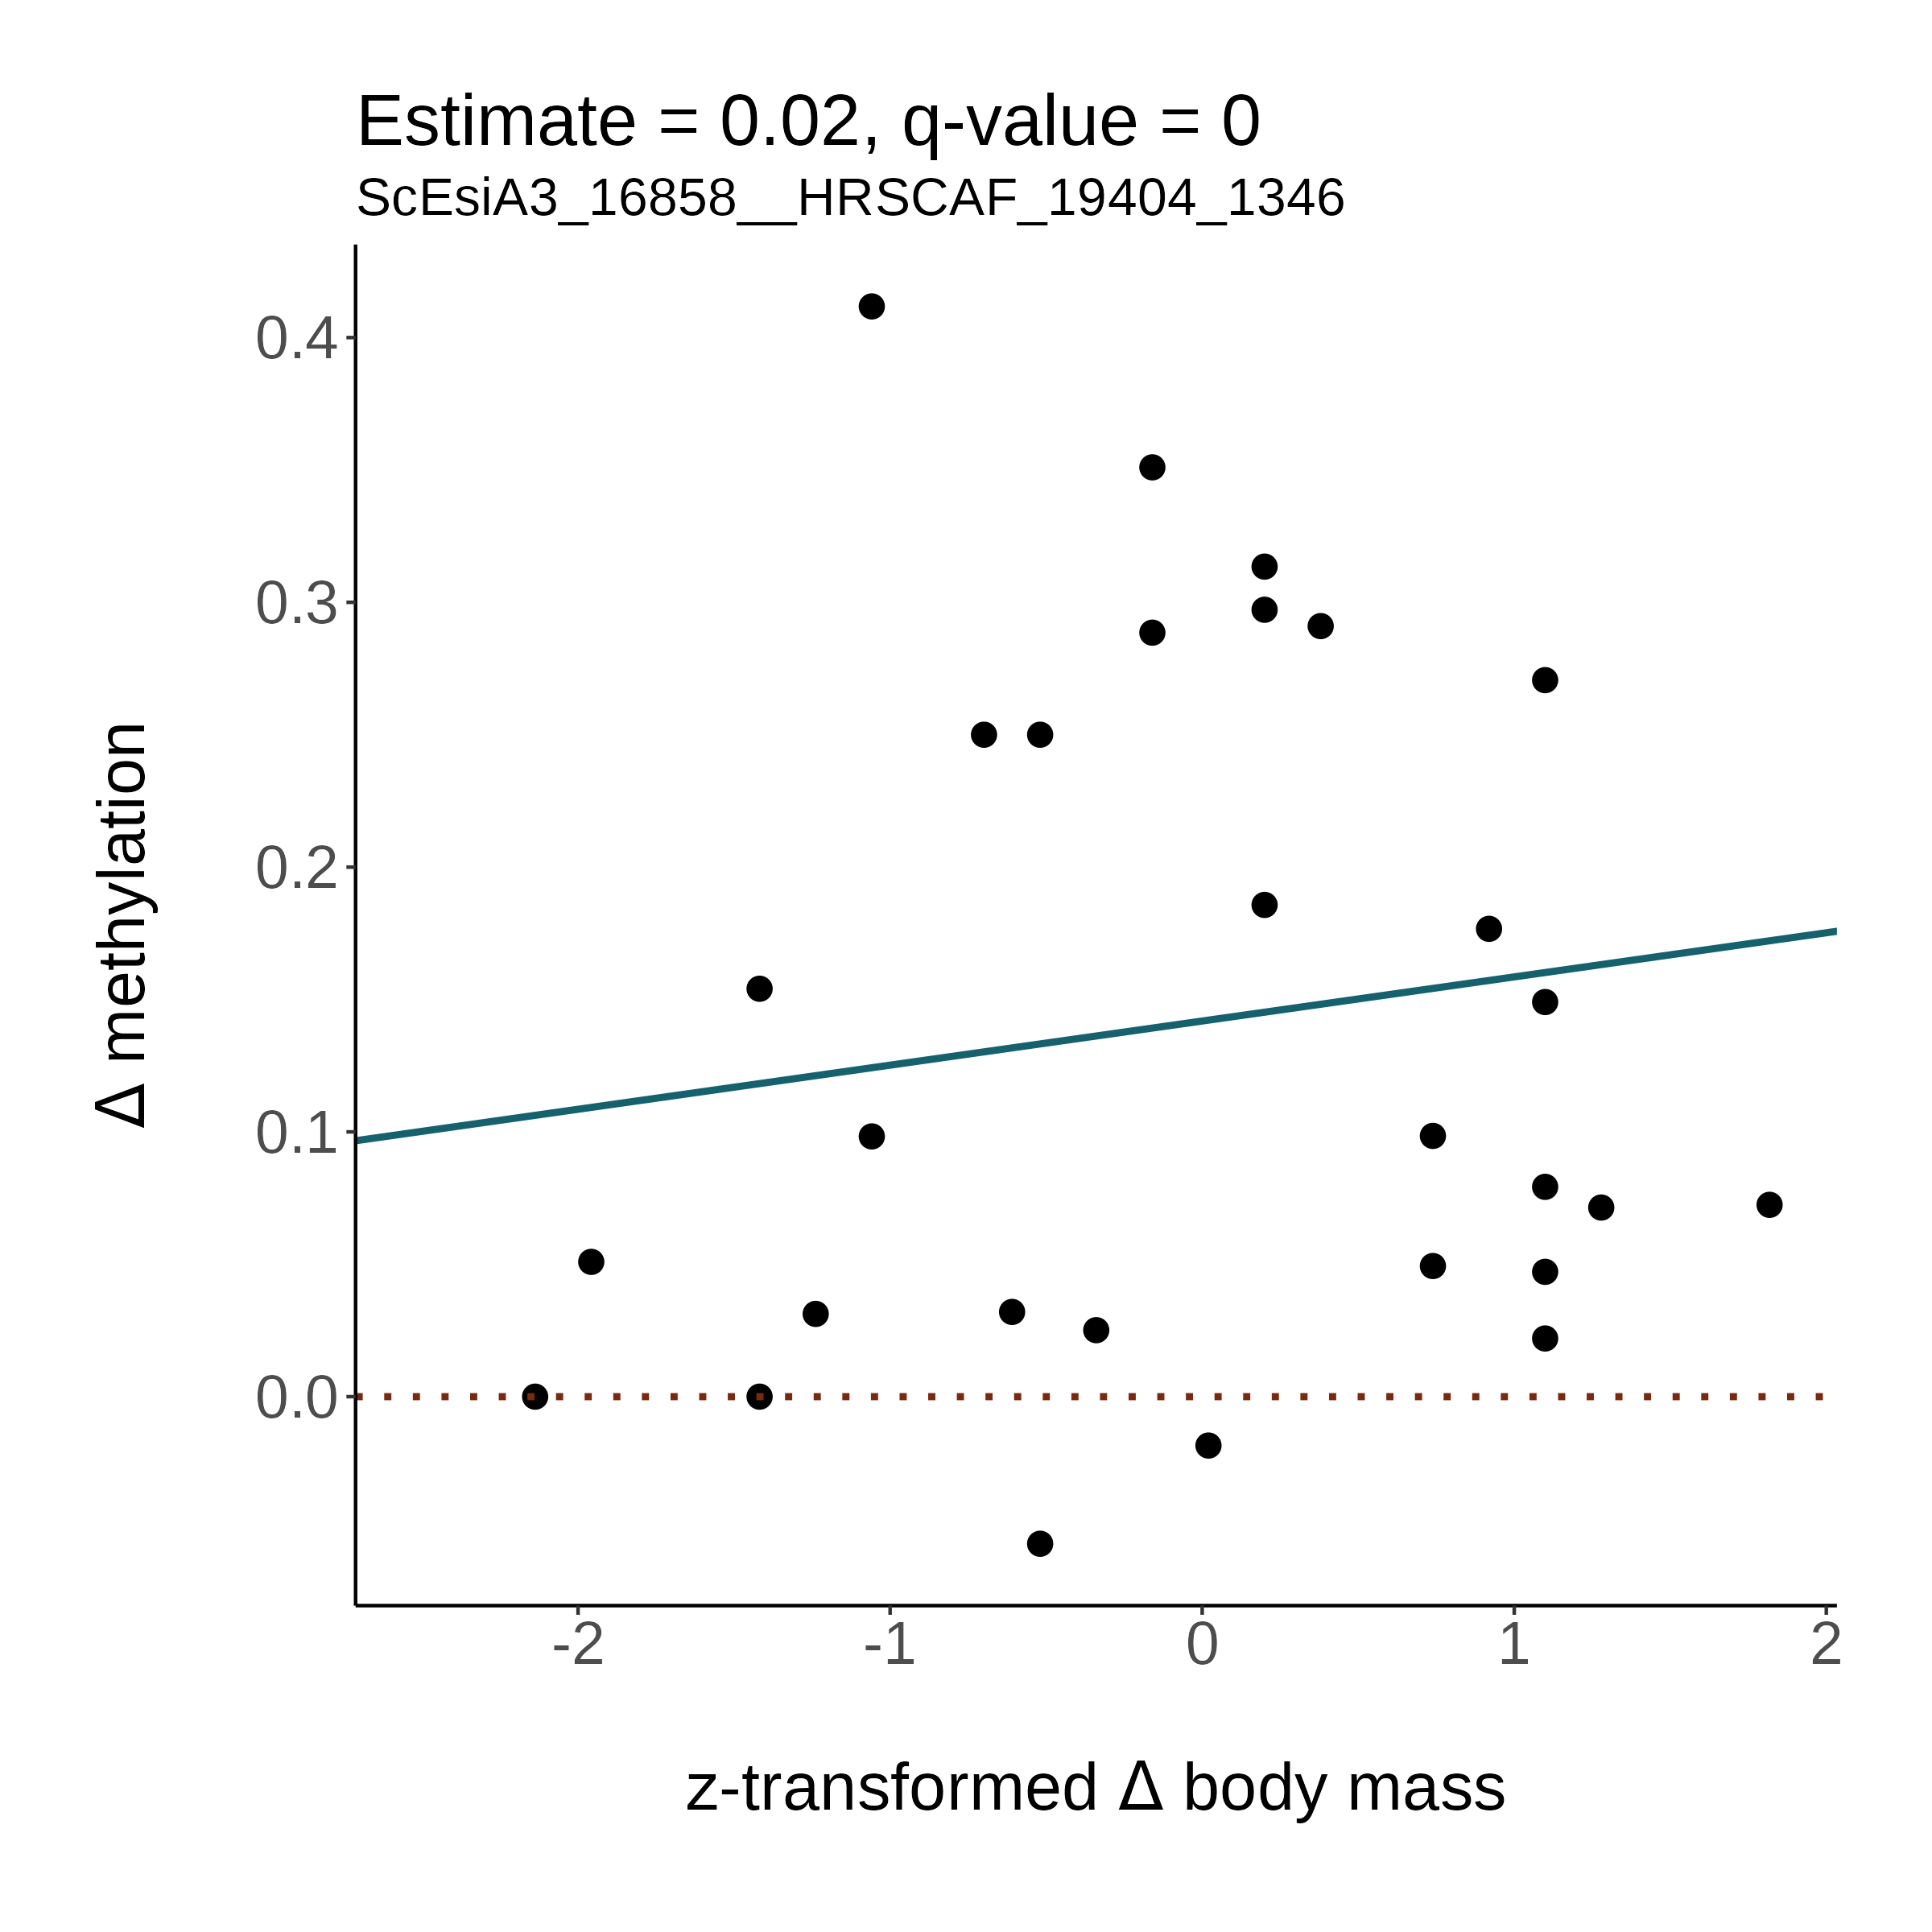 Estimate = 0.02, q-value = 0
ScEsiA3_16858__HRSCAF_19404_1346
Δ methylation
0.4
0.3
0.2
0.1
0.0
-2 -1 0 1 2
z-transformed Δ body mass